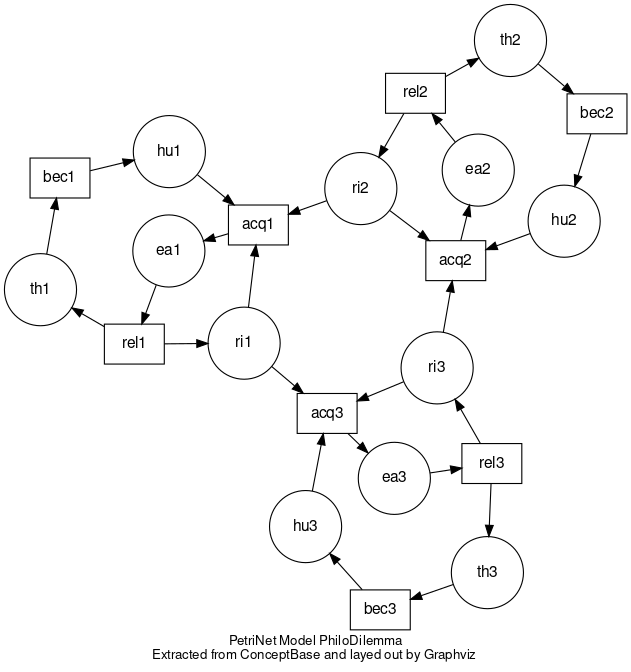 th2
rel2
bec2
hu1
ea2
bec1
ri2
hu2
acq1
ea1
acq2
th1
rel1
ri1
ri3
acq3
rel3
ea3
hu3
th3
bec3
PetriNet Model PhiloDilemma
Extracted from ConceptBase and layed out by Graphviz